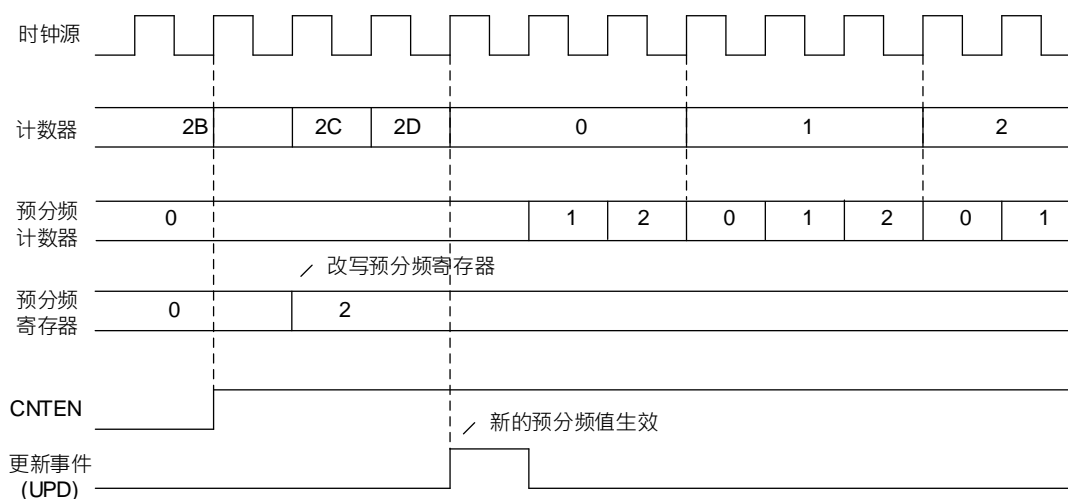 时钟源
计数器
2B 2C 2D 0 1 2
预分频
计数器
0 1 2 0 1 2 0 1
改写预分频寄存器
预分频
寄存器
0 2
CNTEN
新的预分频值生效
更新事件
(UPD)